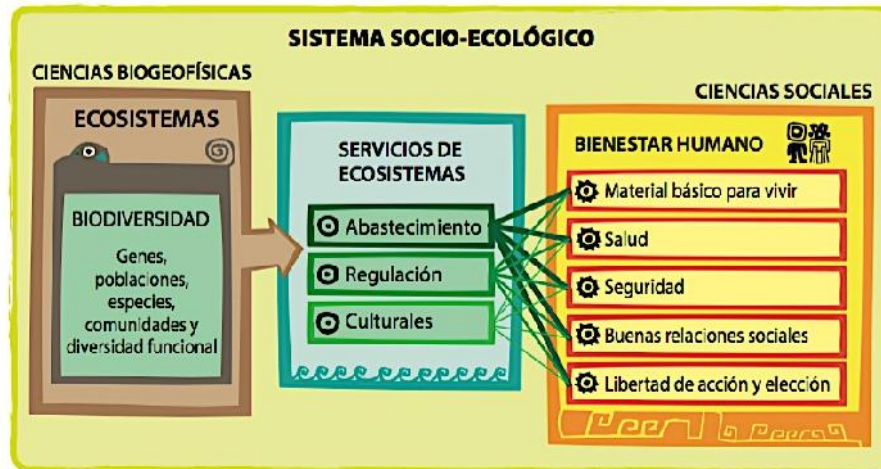 SISTEMA SOCIO-ECOLÓGICO
CIENCIAS BIOGEOFÍSICAS
ECOSISTEMAS
BIODIVERSIDAD
Genes,
poblaciones,
especies,
comunidades y
diversidad funcional
SERVICIOS DE
ECOSISTEMAS
Abastecimiento
Regulación
Culturales
CIENCIAS SOCIALES
BIENESTAR HUMANO
Material básico para vivir
Salud
Seguridad
Buenas relaciones sociales
Libertad de acción y elección